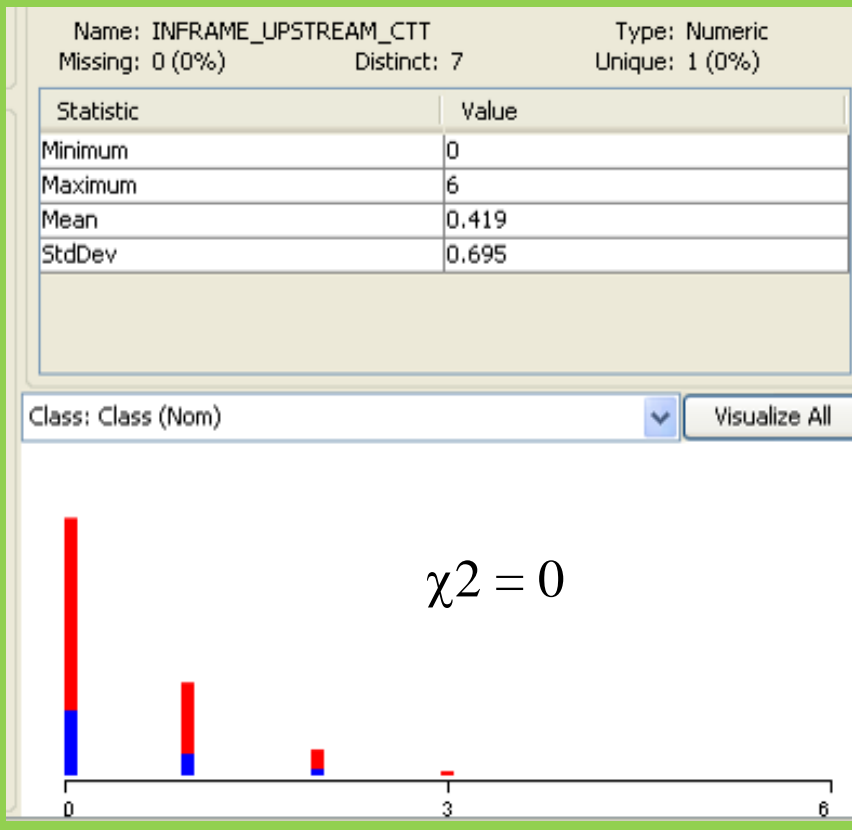 Name: INFRAME_UPSTREAM_CTT Type: Numeric
Missing: 0 (0%) Distinct: 7 Unique: 1 (0%)
Statistic Value
Minimum 0
Maximum 6
Mean 0.419
StdDev 0.695
Class: Class (Nom) Visualize All
χ2 = 0
0 3 6